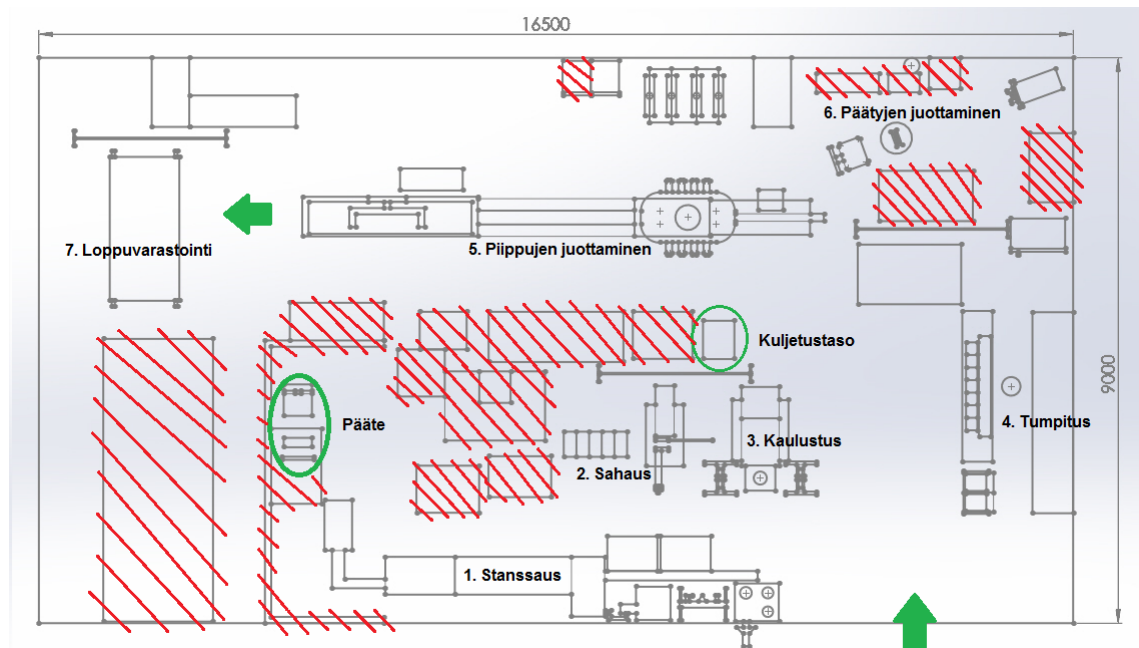 16500
6. Päätyjen juottaminen
7. Loppuvarastointi
5. Piippujen juottaminen
Kuljetustaso
9000
Pääte
4. Tumpitus
3. Kaulustus
2. Sahaus
1. Stanssaus